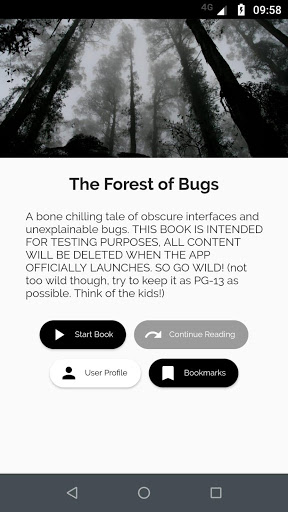 4G 09:58
The Forest of Bugs
A bone chilling tale of obscure interfaces and
unexplainable bugs. THIS BOOK IS INTENDED
FOR TESTING PURPOSES, ALL CONTENT
WILL BE DELETED WHEN THE APP
OFFICIALLY LAUNCHES. SO GO WILD! (not
too wild though, try to keep it as PG-13 as
possible. Think of the kids!)
Start Book Continue Reading
User Profile Bookmarks